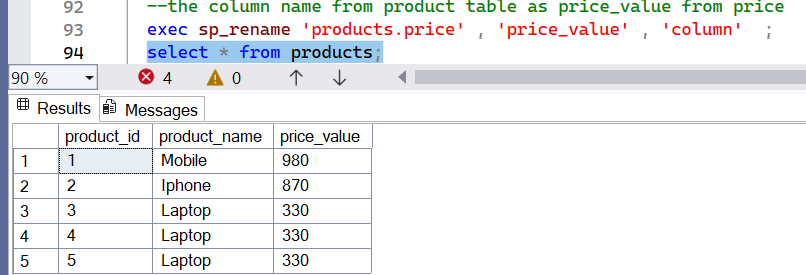 92 --the column name from product table as price_value from price
93 exec sp_rename 'products.price' , 'price_value' , 'column' ;
94 select * from products;
90 % 4 0
Results Messages
product_id product_name price_value
1 1 Mobile 980
2 2 Iphone 870
3 3 Laptop 330
4 4 Laptop 330
5 5 Laptop 330